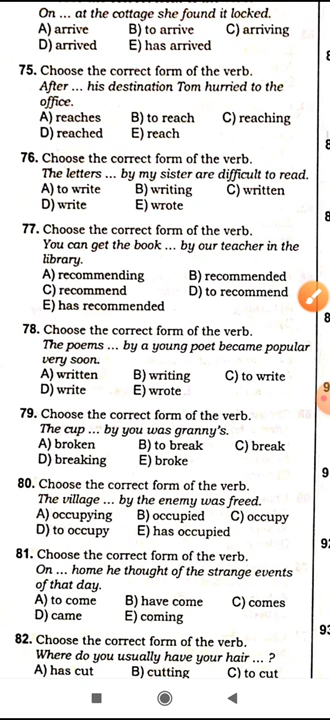 On ... at the cottage she found it locked.
A) arrive B) to arrive C) arriving
D) arrived E) has arrived
75. Choose the correct form of the verb.
After ... his destination Tom hurried to the
office.
A) reaches B) to reach C) reaching
D) reached E) reach
76. Choose the correct form of the verb.
The letters ... by my sister are difficult to read.
A) to write B) writing C) written
D) write E) wrote
77. Choose the correct form of the verb.
You can get the book ... by our teacher in the
library.
A) recommending B) recommended
C) recommend D) to recommend
E) has recommended
78. Choose the correct form of the verb.
The poems ... by a young poet became popular
very soon.
A) written B) writing C) to write
D) write E) wrote
79. Choose the correct form of the verb.
The cup ... by you was granny's.
A) broken B) to break C) break
D) breaking E) broke
80. Choose the correct form of the verb.
The village ... by the enemy was freed.
A) occupying B) occupied C) occupy
D) to occupy E) has occupied
81. Choose the correct form of the verb.
On ... home he thought of the strange events
of that day.
A) to come B) have come C) comes
D) came E) coming
82. Choose the correct form of the verb.
Where do you usually have your hair ... ?
A) has cut B) cutting C) to cut